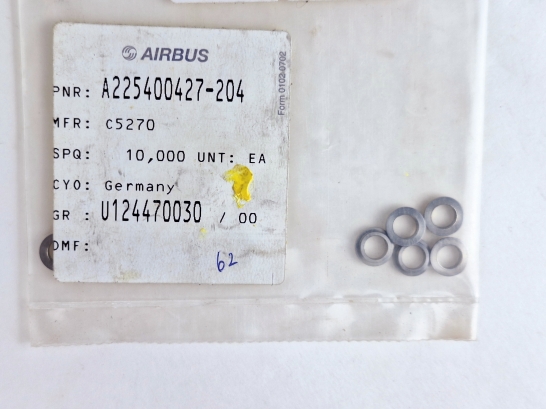 AIRBUS
PNR: A225400427-204
MFR: C5270
SPQ: 10,000 UNT: EA
CYO: Germany
GR : U124470030 / 00
DMF:
62
Form 0102-0702